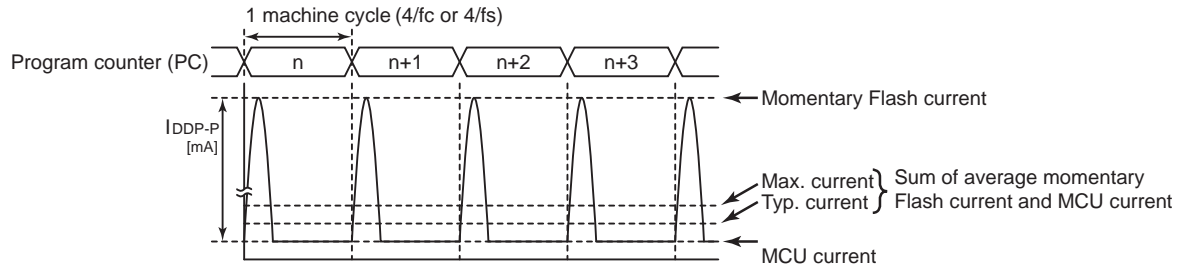 1 machine cycle (4/fc or 4/fs)
Program counter (PC)
n
n+1
n+2
n+3
Momentary Flash current
IDDP-P
[mA]
Max. current
Typ. current
Sum of average momentary
Flash current and MCU current
MCU current